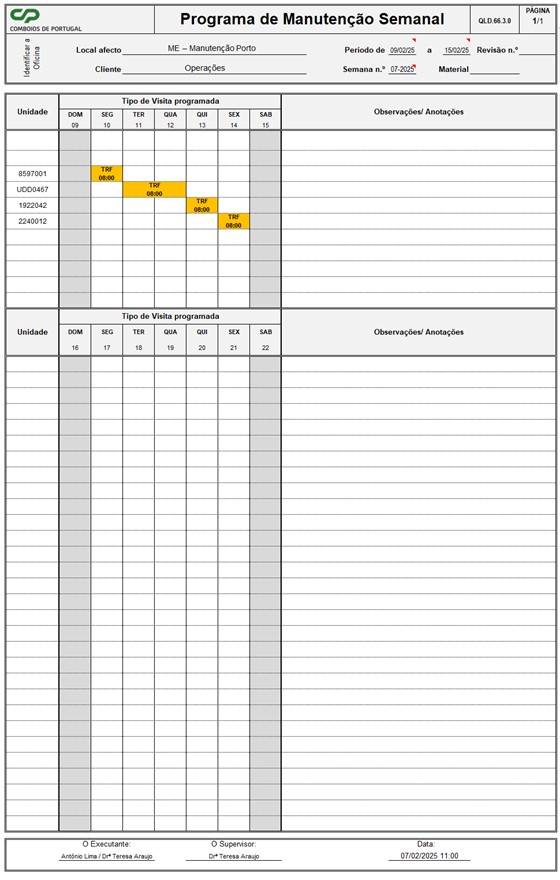 CP
COMBOIOS DE PORTUGAL
Programa de Manutenção Semanal
QLD.66.3.0
PÁGINA
1/1
Identificar a
Oficina
Local afecto ME – Manutenção Porto Periodo de 09/02/25 a 15/02/25 Revisão n.º
Cliente Operações Semana n.º 07-2025 Material
Unidade Tipo de Visita programada Observações/ Anotações
DOM SEG TER QUA QUI SEX SAB
09 10 11 12 13 14 15
8597001 TRF 08:00
UDD0467 TRF 08:00
1922042 TRF 08:00
2240012 TRF 08:00
Unidade Tipo de Visita programada Observações/ Anotações
DOM SEG TER QUA QUI SEX SAB
16 17 18 19 20 21 22
O Executante: O Supervisor: Data:
António Lima / Drª Teresa Araujo Drª Teresa Araujo 07/02/2025 11:00